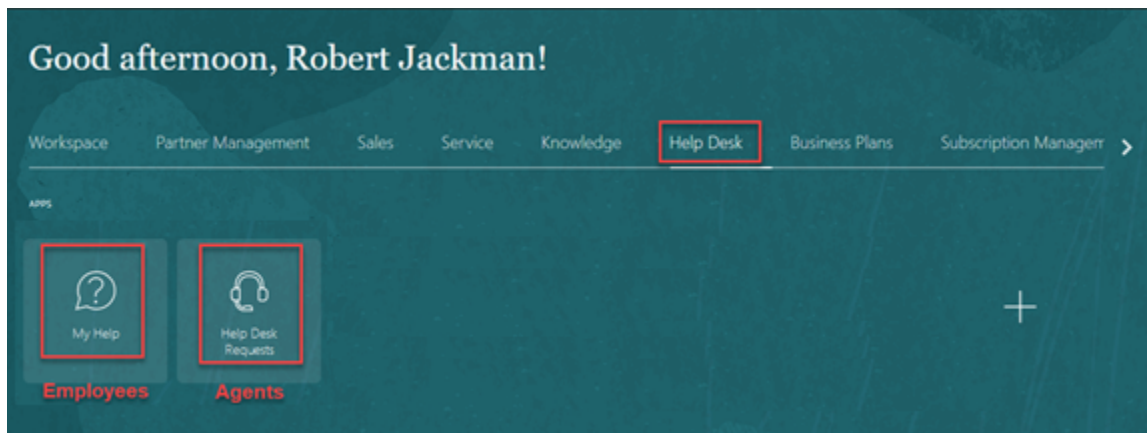 Good afternoon, Robert Jackman!
Workspace Partner Management Sales Service Knowledge Help Desk Business Plans Subscription Managem
APPS
My Help
Help Desk
Requests
Employees Agents